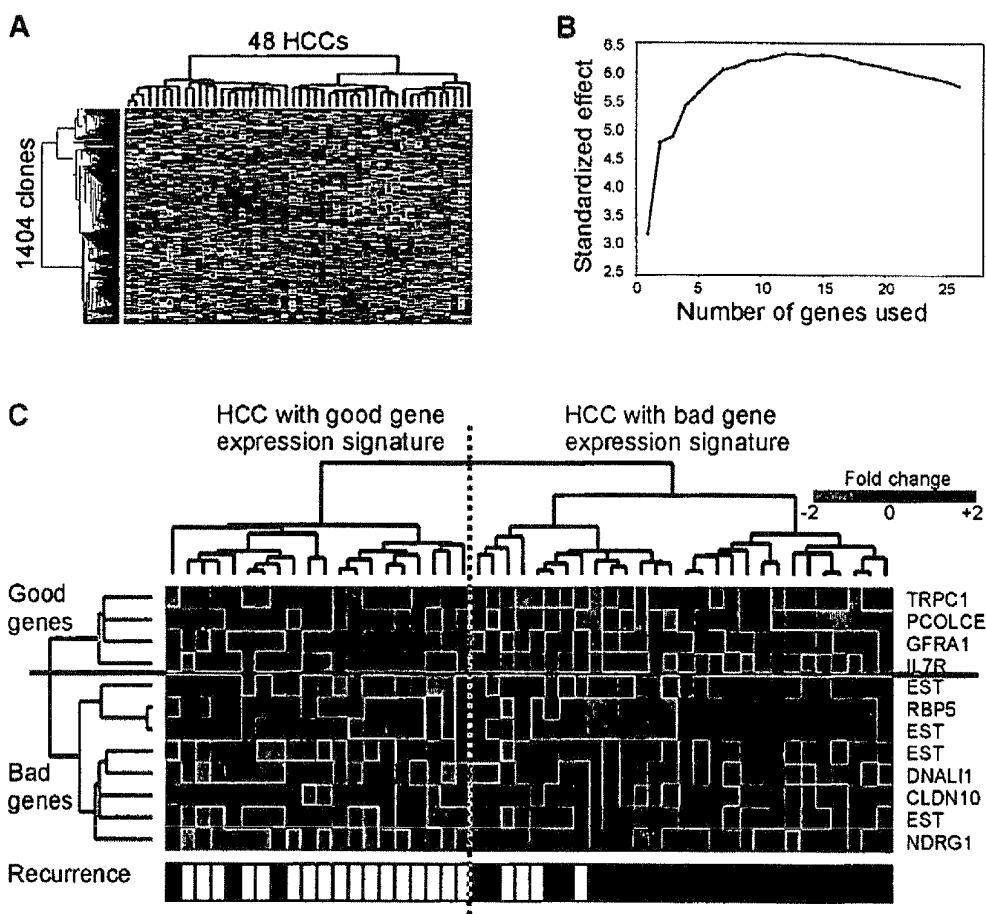 A
48 HCCs
1404 clones
B
Standardized effect
6.5
6.0
5.5
5.0
4.5
4.0
3.5
3.0
2.5
0 5 10 15 20 25
Number of genes used
C
HCC with good gene
expression signature
HCC with bad gene
expression signature
Fold change
-2 0 +2
Good
genes
TRPC1
PCOLCE
GFRA1
IL7R
EST
RBP5
EST
EST
Bad
genes
DNALI1
CLDN10
EST
NDRG1
Recurrence